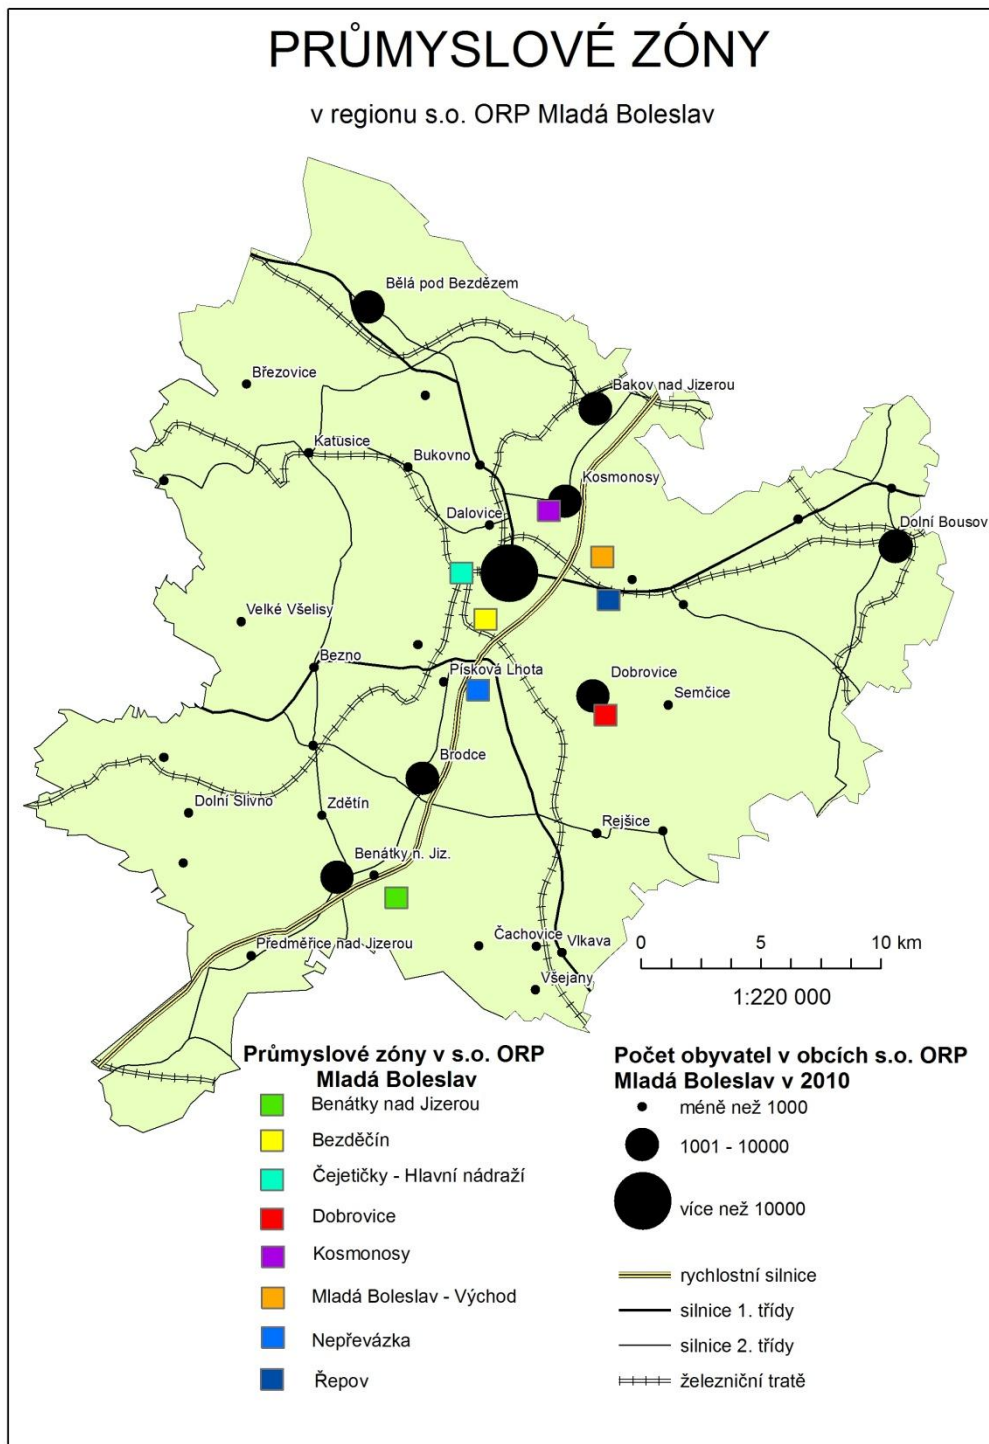 PRŮMYSLOVÉ ZÓNY
v regionu s.o. ORP Mladá Boleslav
Bělá pod Bezdězem
Březovice
Bakov nad Jizerou
Katusice
Bukovno
Kosmonosy
Dalovice
Dolní Bousov
Velké Všelisy
Bezno
Písková Lhota
Dobrovice
Semčice
Brodce
Dolní Slivno
Zdětín
Rejšice
Benátky n. Jiz.
Předměřice nad Jizerou
Čachovice
Vlkava
Všejany
0 5 10 km
1:220 000
Průmyslové zóny v s.o. ORP
Mladá Boleslav
Benátky nad Jizerou
Bezděčín
Čejetičky - Hlavní nádraží
Dobrovice
Kosmonosy
Mladá Boleslav - Východ
Nepřevázka
Řepov
Počet obyvatel v obcích s.o. ORP
Mladá Boleslav v 2010
méně než 1000
1001 - 10000
více než 10000
rychlostní silnice
silnice 1. třídy
silnice 2. třídy
železniční tratě